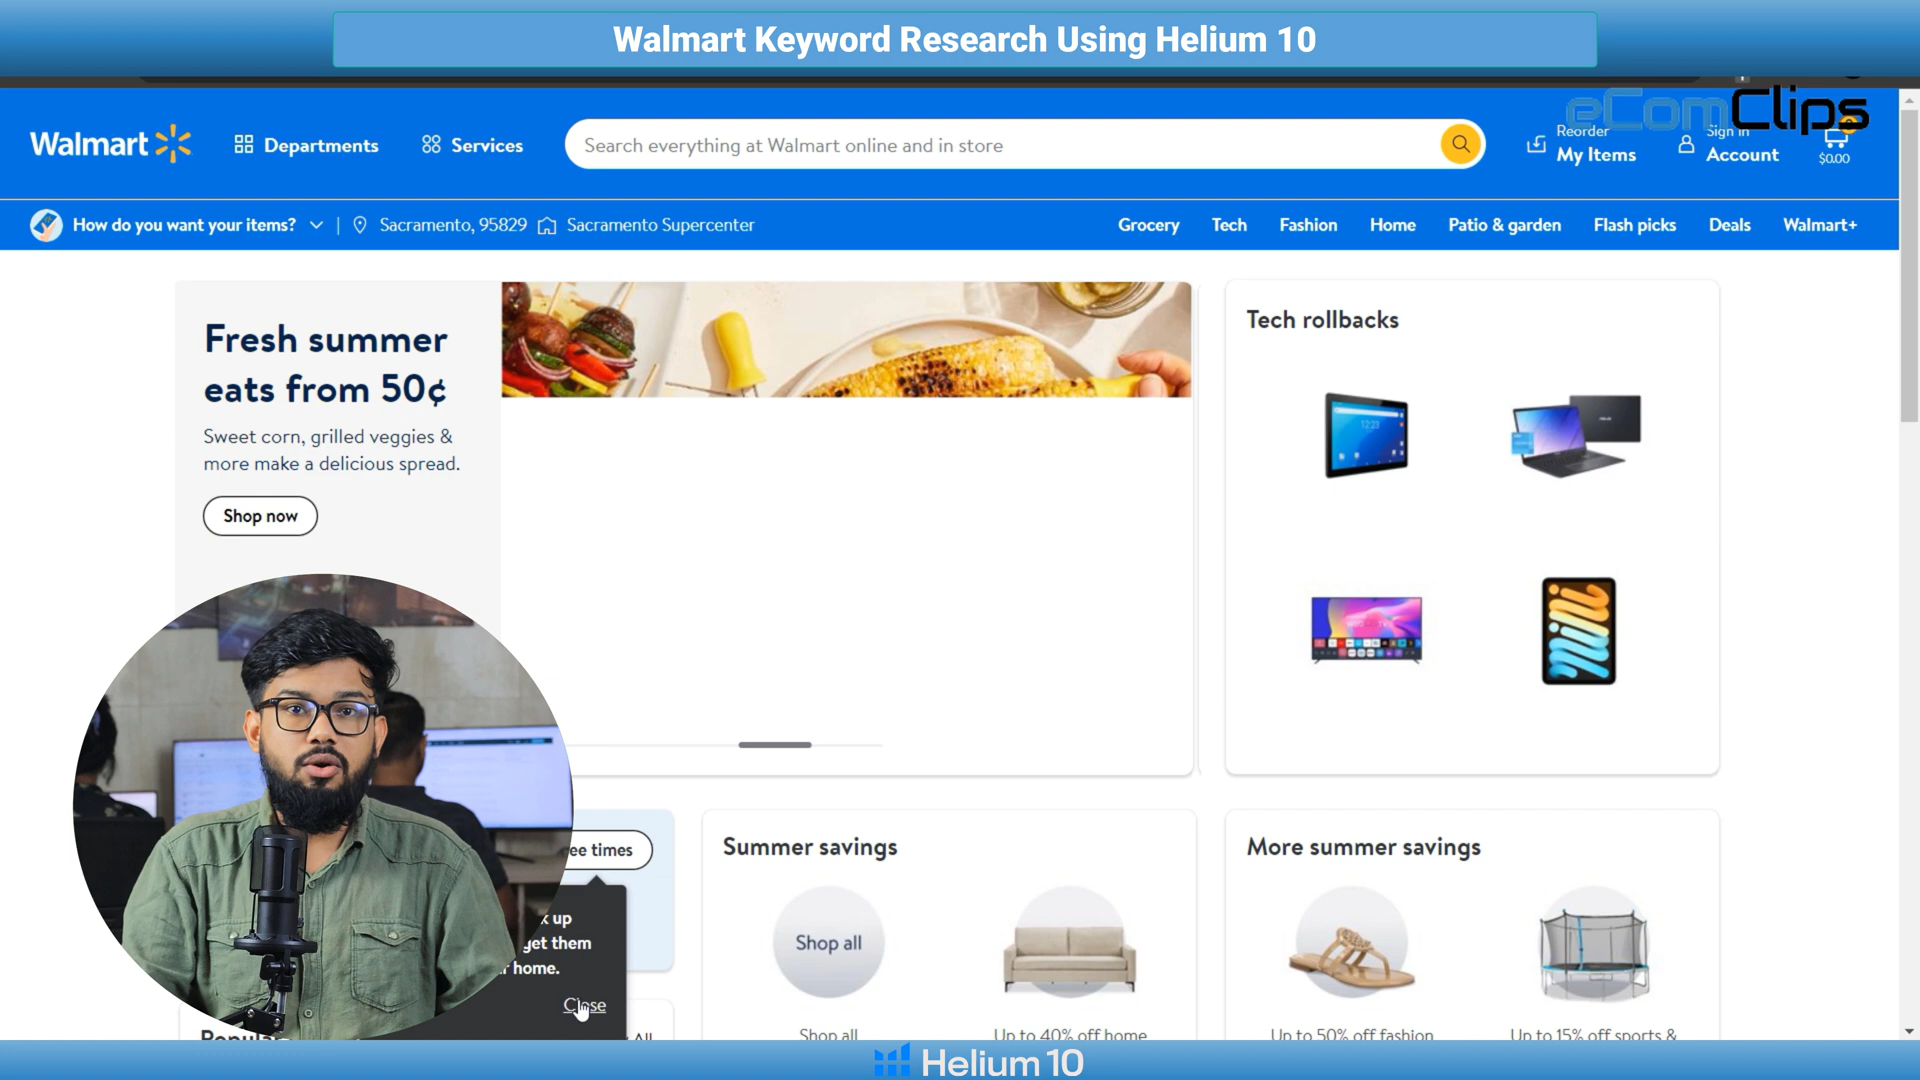 Walmart Keyword Research Using Helium 10
eComClips
Walmart
Departments
Services
Search everything at Walmart online and in store
Reorder
My Items
Sign in
Account
$0.00
How do you want your items?
Sacramento, 95829
Sacramento Supercenter
Grocery
Tech
Fashion
Home
Patio & garden
Flash picks
Deals
Walmart+
Fresh summer
eats from 50¢
Sweet corn, grilled veggies &
more make a delicious spread.
Shop now
Tech rollbacks
12:23
times
up
get them
home.
Close
All
Summer savings
Shop all
Shop all
Up to 40% off home
More summer savings
Up to 50% off fashion
Up to 15% off sports &
Helium 10